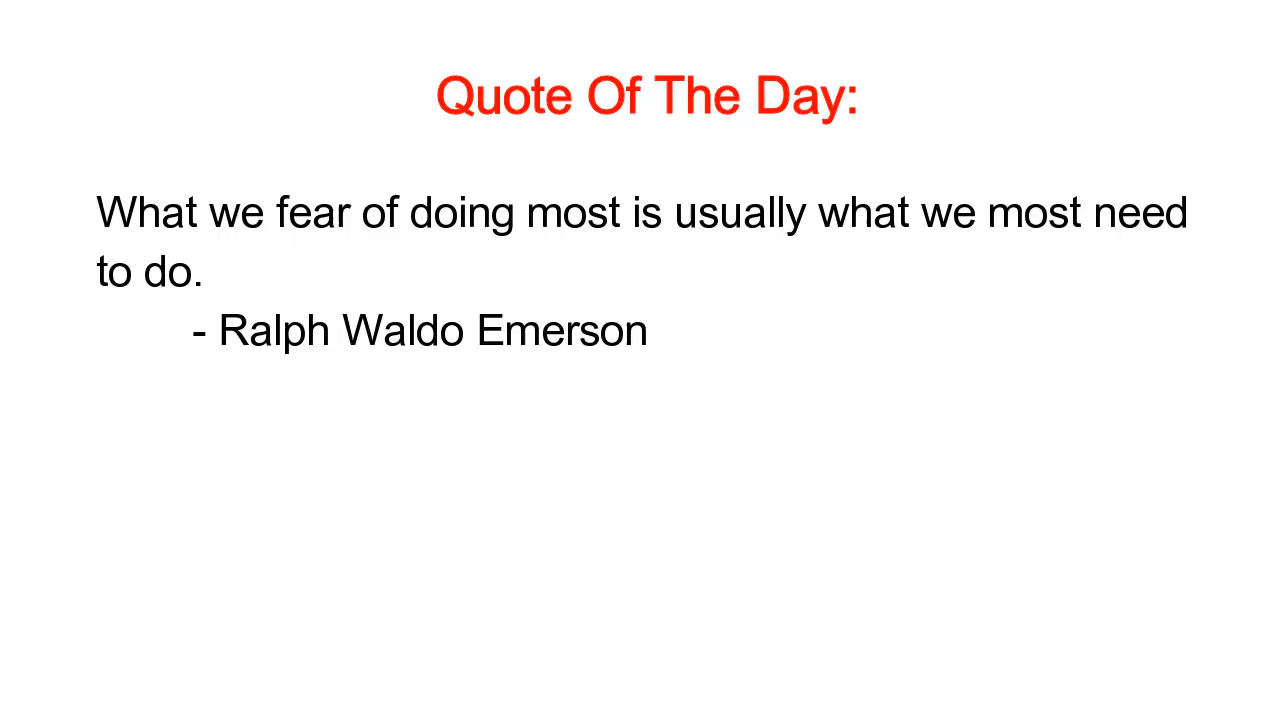 Quote Of The Day:
What we fear of doing most is usually what we most need
to do.
- Ralph Waldo Emerson